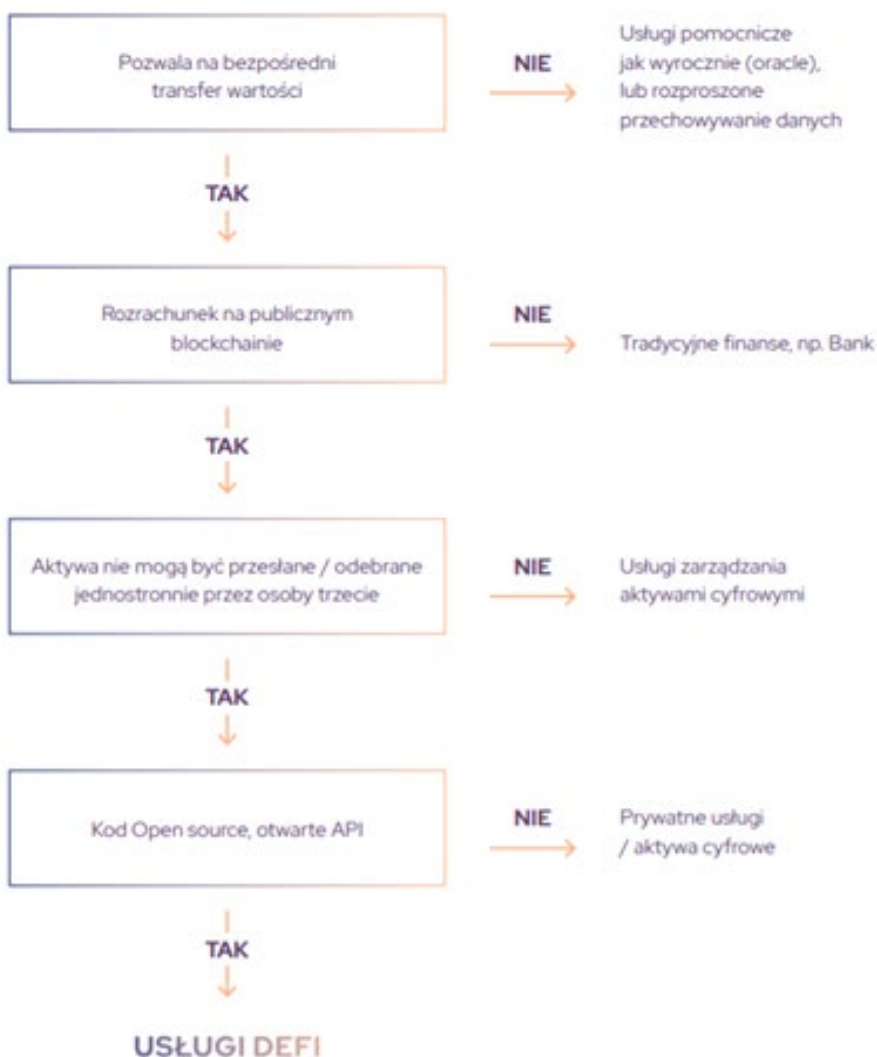 Pozwala na bezpośredni
transfer wartości
NIE
Usługi pomocnicze
jak wyrocznie (oracle),
lub rozproszone
przechowywanie danych
TAK
Rozrachunek na publicznym
blockchainie
NIE
Tradycyjne finanse, np. Bank
TAK
Aktywa nie mogą być przesłane / odebrane
jednostronnie przez osoby trzecie
NIE
Usługi zarządzania
aktywami cyfrowymi
TAK
Kod Open source, otwarte API
NIE
Prywatne usługi
/ aktywa cyfrowe
TAK
USŁUGI DEFI